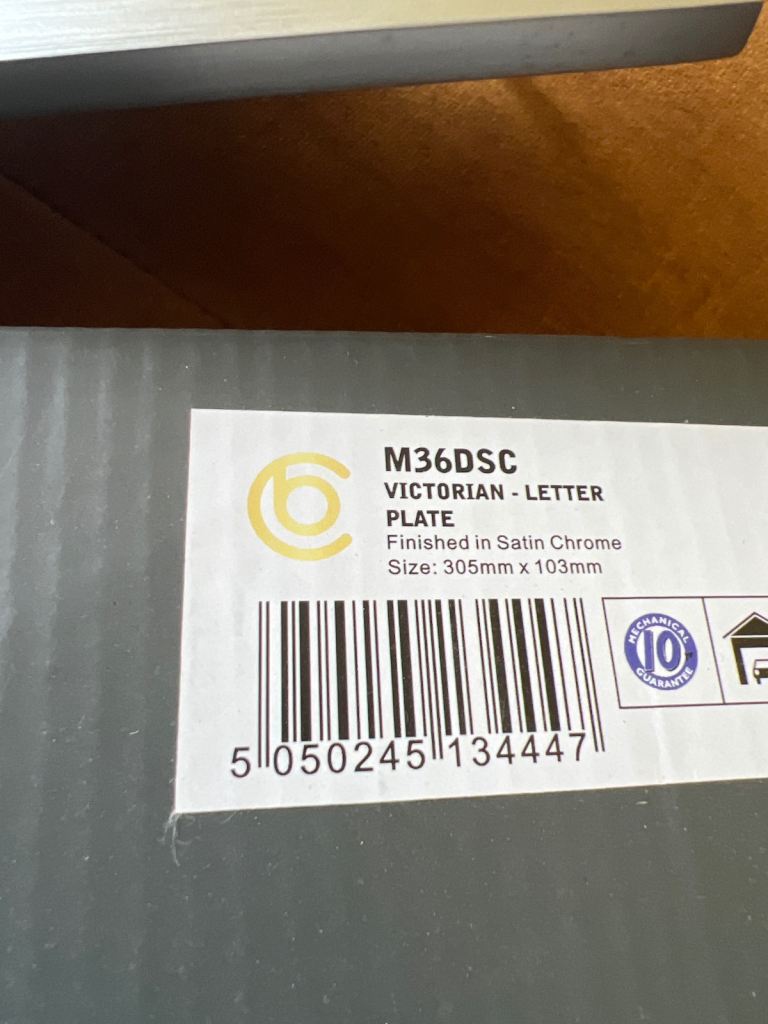 M36DSC
VICTORIAN - LETTER
PLATE
Finished in Satin Chrome
Size: 305mm x 103mm
MECHANICAL
10
GUARANTEE
5 050245 134447